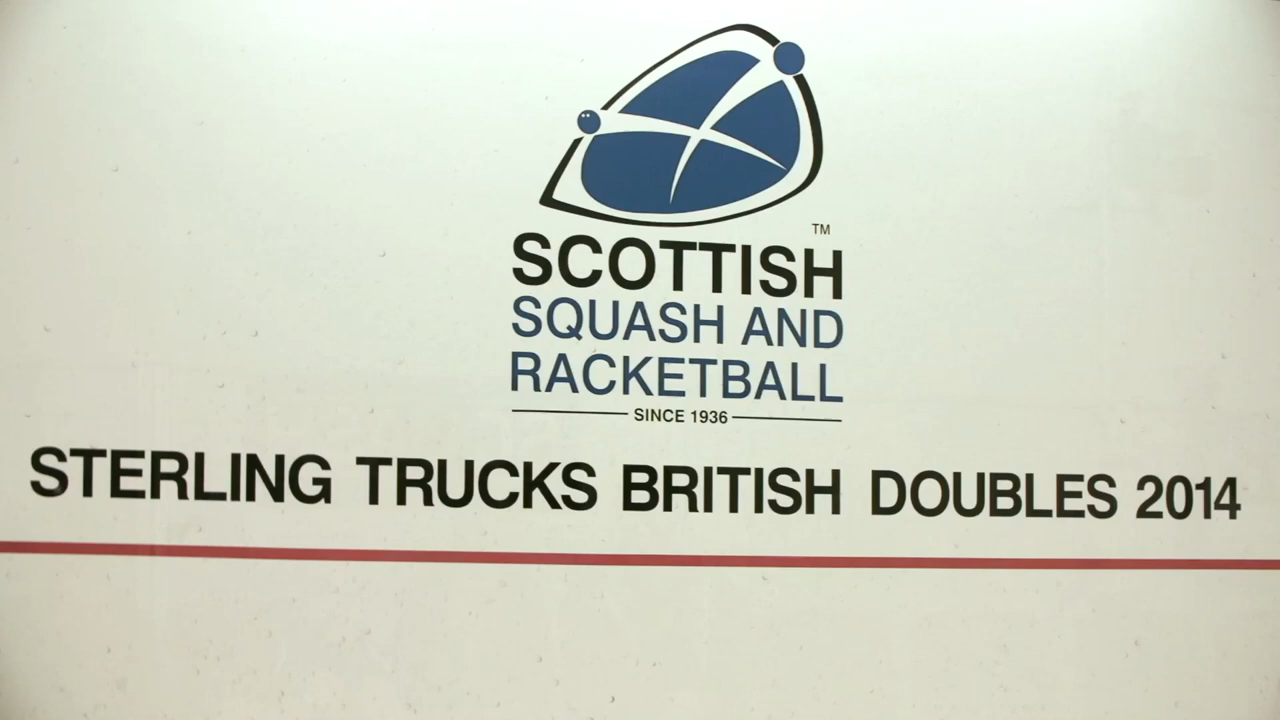 TM
SCOTTISH
SQUASH AND
RACKETBALL
SINCE 1936
STERLING TRUCKS BRITISH DOUBLES 2014